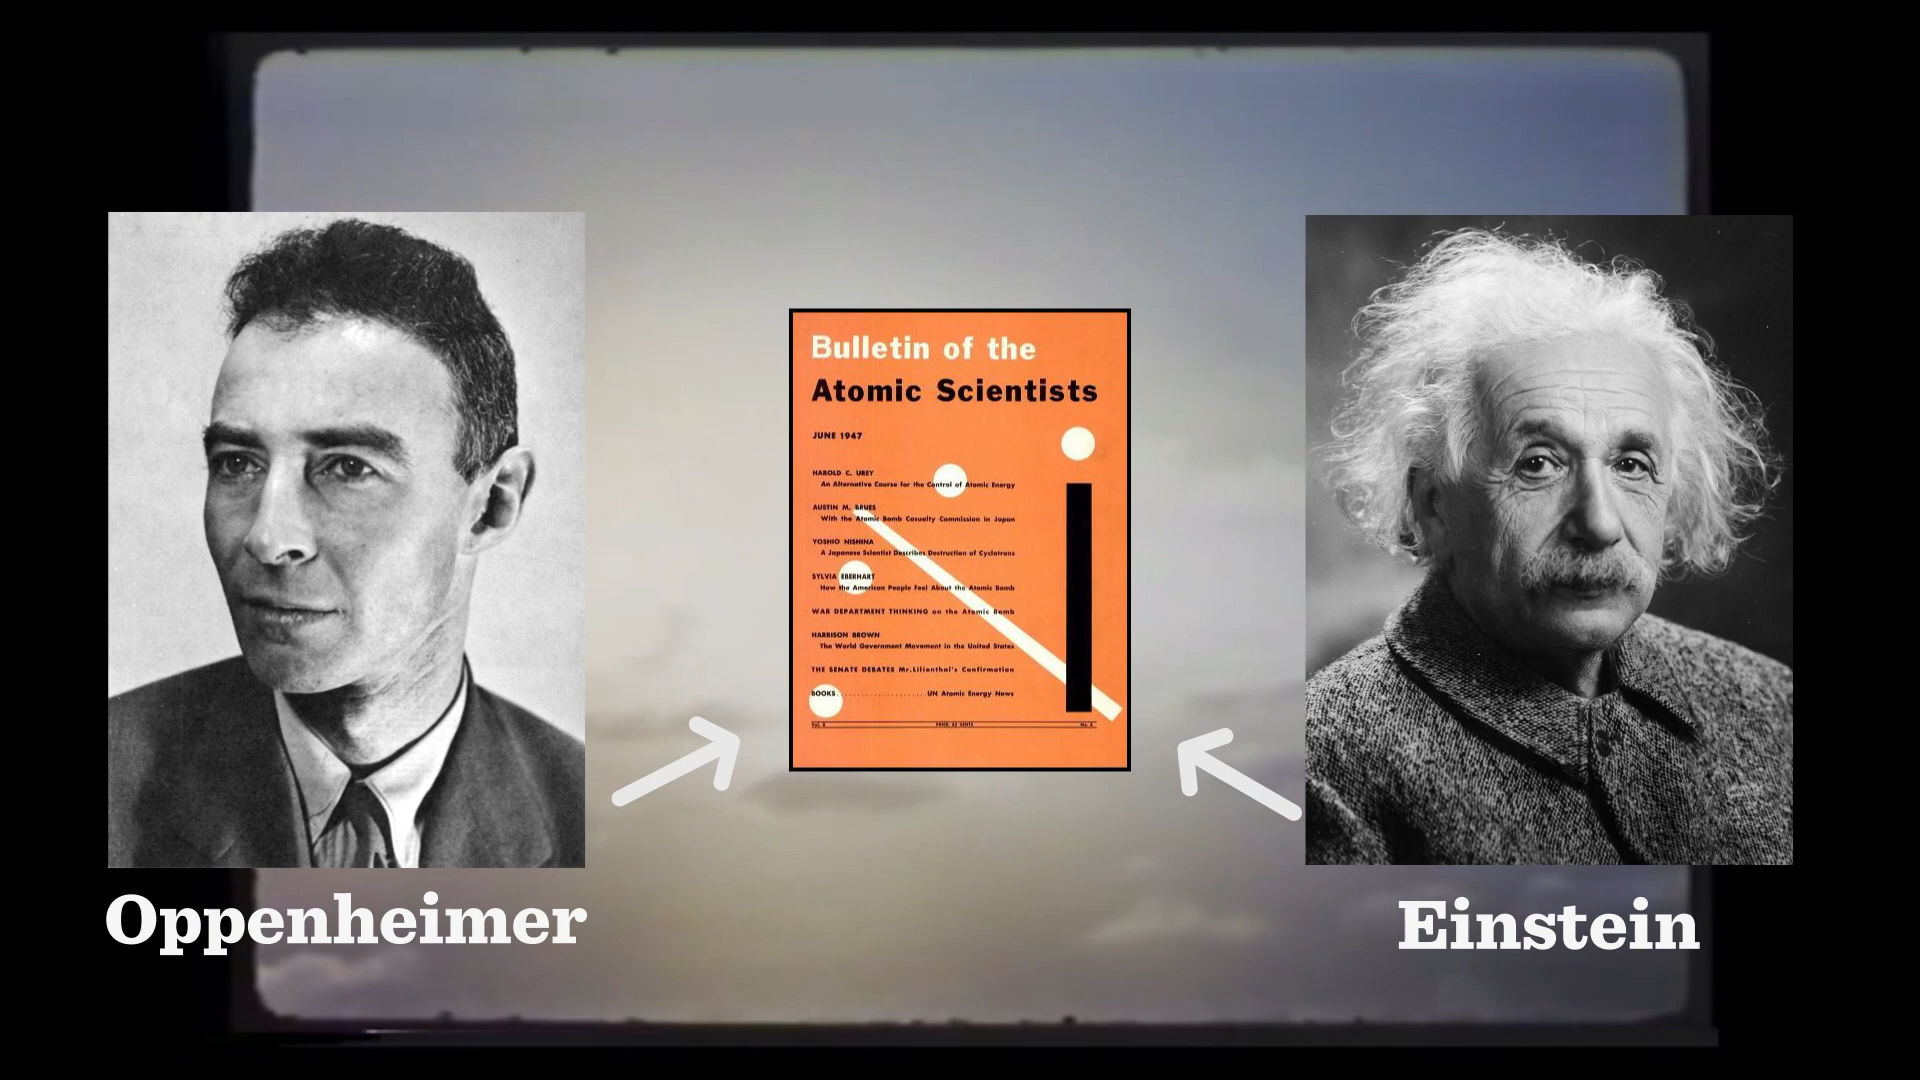 Bulletin of the
Atomic Scientists
JUNE 1947
HAROLD C. UREY
An Alternative Course for the Control of Atomic Energy
AUSTIN M. BRUES
With the Atomic Bomb Casualty Commission in Japan
YOSHIO NISHINA
A Japanese Scientist Describes Destruction of Cyclotrons
SYLVIA EBERHART
How the American People Feel About the Atomic Bomb
WAR DEPARTMENT THINKING on the Atomic Bomb
HARRISON BROWN
The World Government Movement in the United States
THE SENATE DEBATES Mr.Lilienthal's Confirmation
BOOKS......................UN Atomic Energy News
PRICE: 25 CENTS
Oppenheimer
Einstein